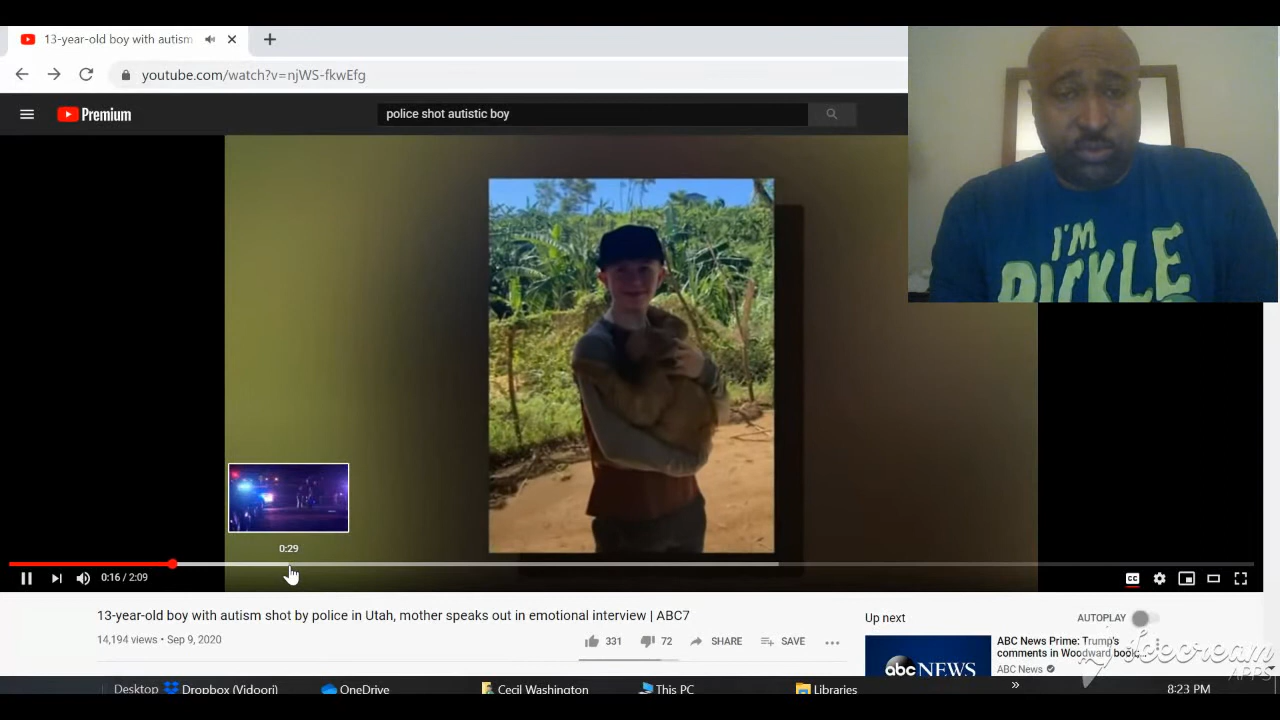 13-year-old boy with autism
youtube.com/watch?v=njWS-fkwEfg
Premium
police shot autistic boy
I'M
PICKLE
0:29
0:16 / 2:09
CC
13-year-old boy with autism shot by police in Utah, mother speaks out in emotional interview | ABC7
14,194 views • Sep 9, 2020
331
72
SHARE
SAVE
Up next
AUTOPLAY
abc NEWS
ABC News Prime: Trump's
comments in Woodward book,...
ABC News
Icecream
APPS
Desktop
Dropbox (Vidoori)
OneDrive
Cecil Washington
This PC
Libraries
»
8:23 PM